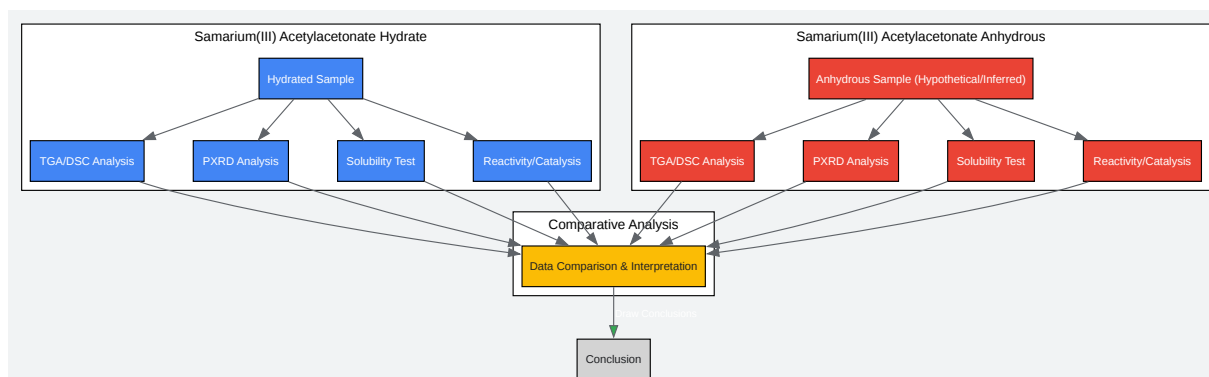 Samarium(III) Acetylacetonate Hydrate
Samarium(III) Acetylacetonate Anhydrous
Hydrated Sample
Anhydrous Sample (Hypothetical/Inferred)
TGA/DSC Analysis
PXRD Analysis
Solubility Test
Reactivity/Catalysis
TGA/DSC Analysis
PXRD Analysis
Solubility Test
Reactivity/Catalysis
Comparative Analysis
Data Comparison & Interpretation
Draw Conclusions
Conclusion